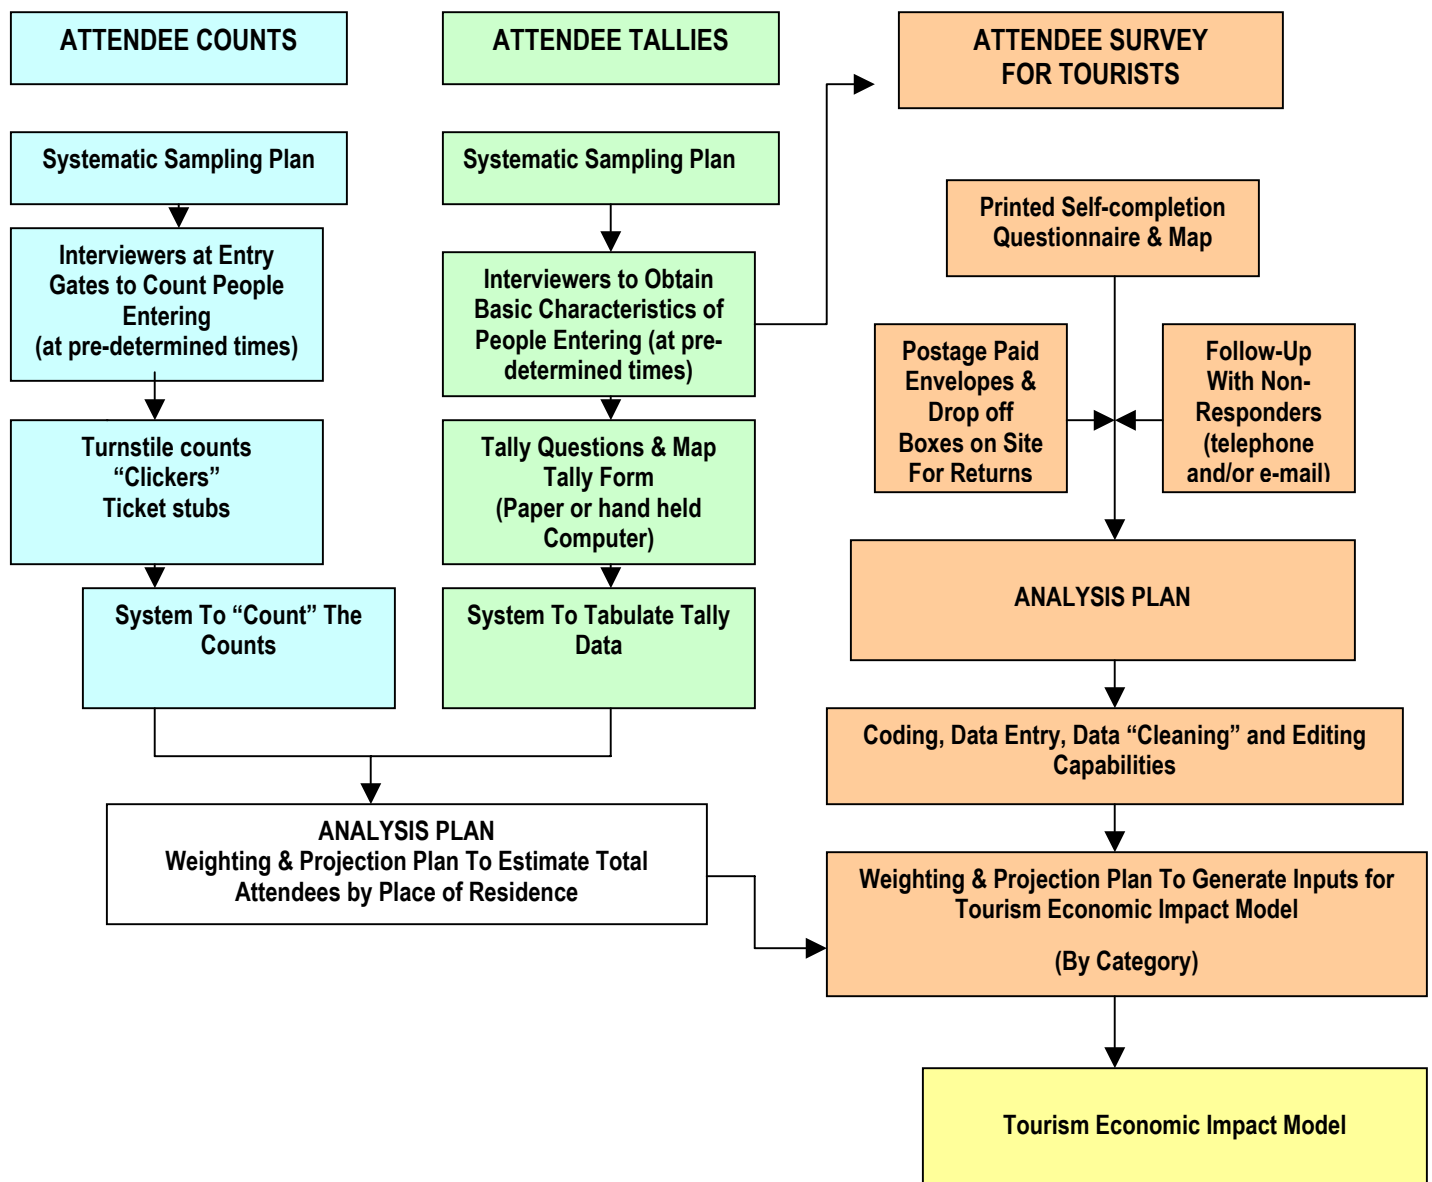 ATTENDEE COUNTS
Systematic Sampling Plan
Interviewers at Entry
Gates to Count People
Entering
(at pre-determined times)
Turnstile counts
“Clickers”
Ticket stubs
System To “Count” The
Counts
ATTENDEE TALLIES
Systematic Sampling Plan
Interviewers to Obtain
Basic Characteristics of
People Entering (at pre-
determined times)
Tally Questions & Map
Tally Form
(Paper or hand held
Computer)
System To Tabulate Tally
Data
ANALYSIS PLAN
Weighting & Projection Plan To Estimate Total
Attendees by Place of Residence
ATTENDEE SURVEY
FOR TOURISTS
Printed Self-completion
Questionnaire & Map
Postage Paid
Envelopes &
Drop off
Boxes on Site
For Returns
Follow-Up
With Non-
Responders
(telephone
and/or e-mail)
ANALYSIS PLAN
Coding, Data Entry, Data “Cleaning” and Editing
Capabilities
Weighting & Projection Plan To Generate Inputs for
Tourism Economic Impact Model
(By Category)
Tourism Economic Impact Model